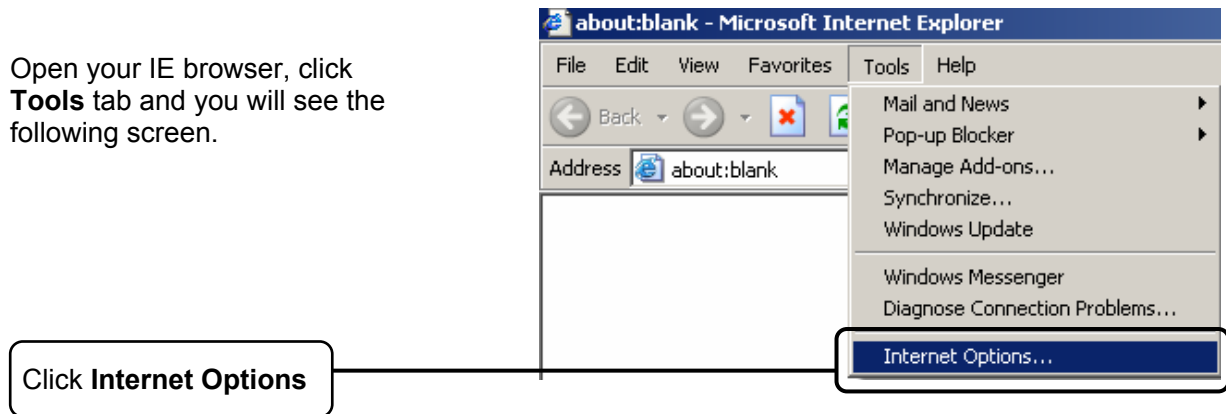 Open your IE browser, click
Tools tab and you will see the
following screen.
about:blank - Microsoft Internet Explorer
File Edit View Favorites Tools Help
Back
Address about:blank
Mail and News
Pop-up Blocker
Manage Add-ons...
Synchronize...
Windows Update
Windows Messenger
Diagnose Connection Problems...
Internet Options...
Click Internet Options